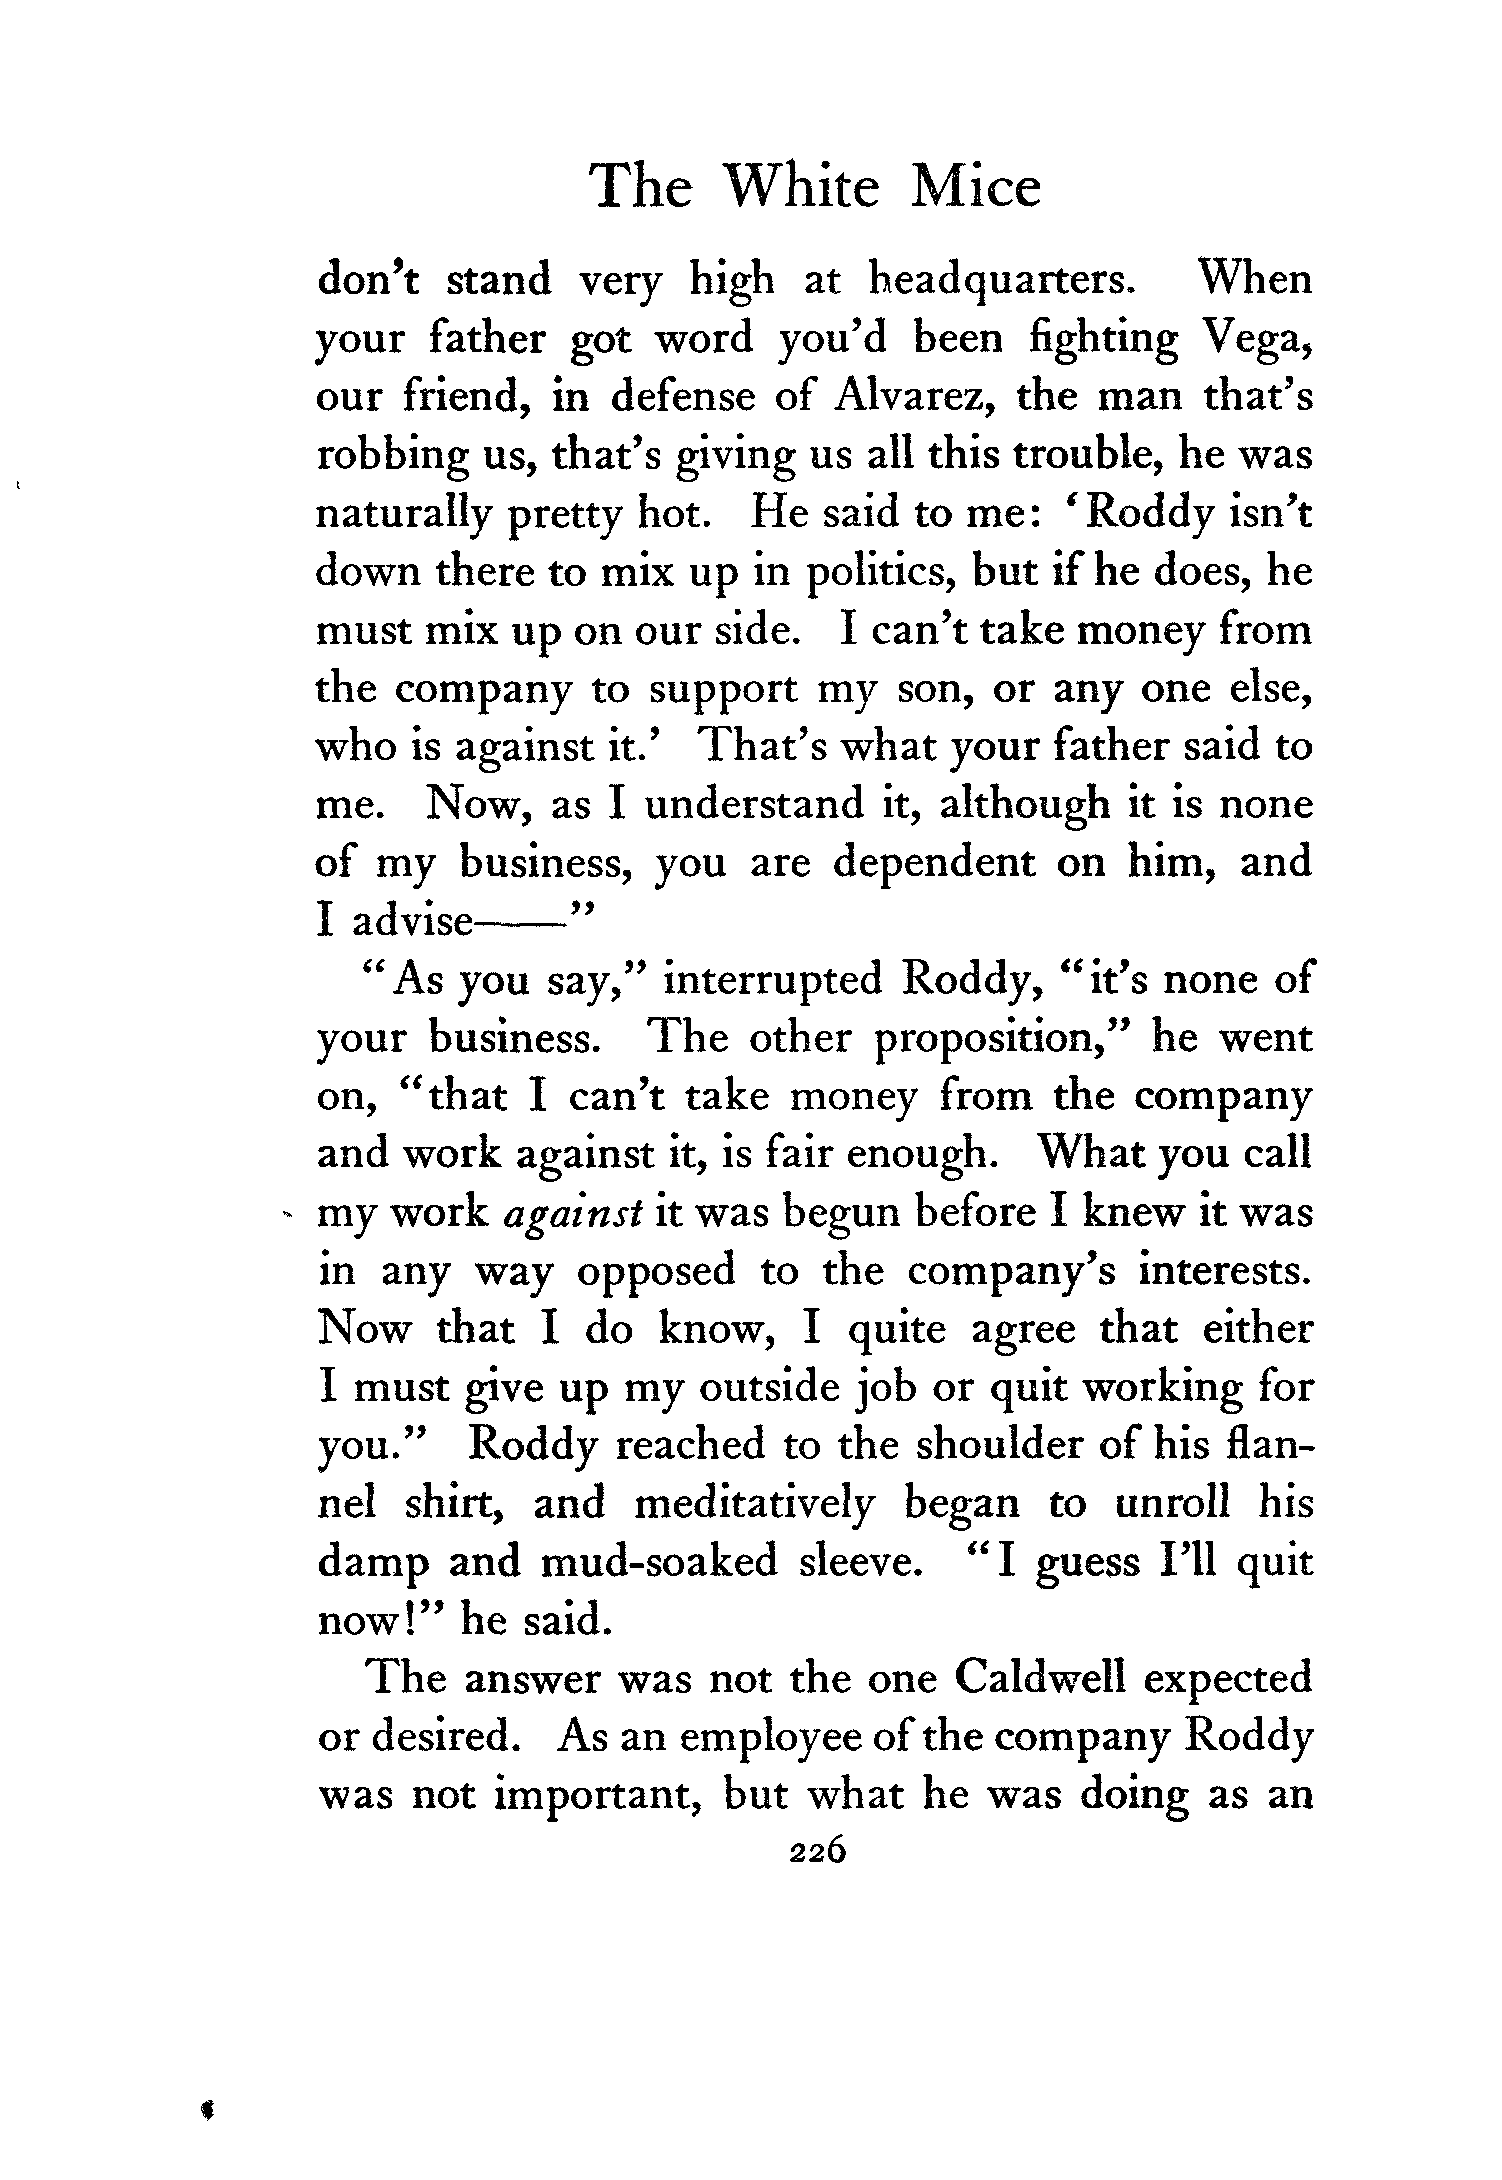 The White Mice
don't stand very high at headquarters. When
your father got word you'd been fighting Vega,
our friend, in defense of Alvarez, the man that's
robbing us, that's giving us all this trouble, he was
naturally pretty hot. He said to me: 'Roddy isn't
down there to mix up in politics, but if he does, he
must mix up on our side. I can't take money from
the company to support my son, or any one else,
who is against it.' That's what your father said to
me. Now, as I understand it, although it is none
of my business, you are dependent on him, and
I advise——"
"As you say," interrupted Roddy, "it's none of
your business. The other proposition," he went
on, "that I can't take money from the company
and work against it, is fair enough. What you call
my work against it was begun before I knew it was
in any way opposed to the company's interests.
Now that I do know, I quite agree that either
I must give up my outside job or quit working for
you." Roddy reached to the shoulder of his flan-
nel shirt, and meditatively began to unroll his
damp and mud-soaked sleeve. "I guess I'll quit
now!" he said.
The answer was not the one Caldwell expected
or desired. As an employee of the company Roddy
was not important, but what he was doing as an
226